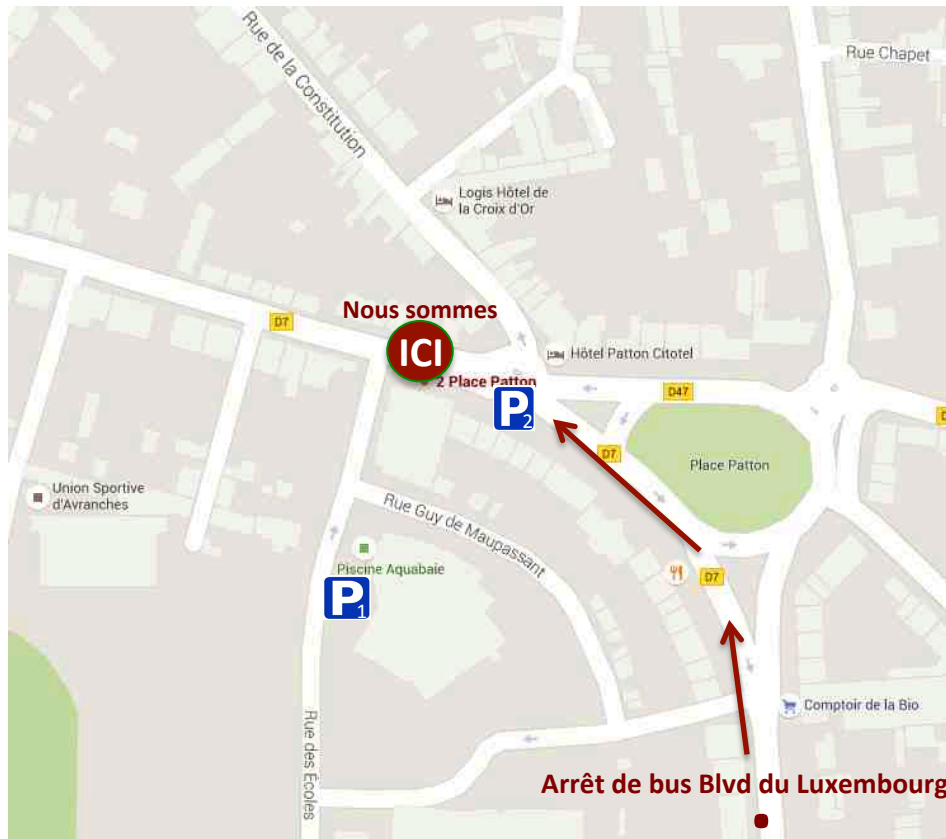 Rue de la Constitution
Rue Chapet
Logis Hôtel de
la Croix d'Or
Nous sommes
D7
ICI
Hôtel Patton Citotel
2 Place Patton
D47
D
P2
D7
Place Patton
Union Sportive
d'Avranches
Rue Guy de Maupassant
Piscine Aquabaie
D7
P1
Rue des Écoles
Comptoir de la Bio
Arrêt de bus Blvd du Luxembourg